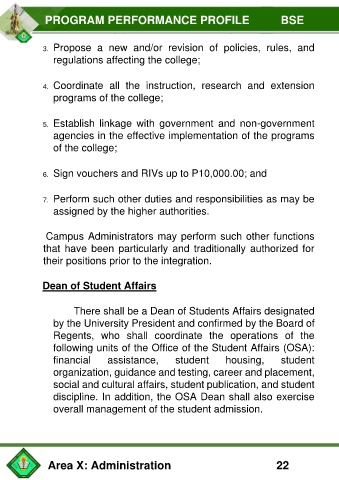 PROGRAM PERFORMANCE PROFILE BSE
3. Propose a new and/or revision of policies, rules, and
regulations affecting the college;
4. Coordinate all the instruction, research and extension
programs of the college;
5. Establish linkage with government and non-government
agencies in the effective implementation of the programs
of the college;
6. Sign vouchers and RIVs up to P10,000.00; and
7. Perform such other duties and responsibilities as may be
assigned by the higher authorities.
Campus Administrators may perform such other functions
that have been particularly and traditionally authorized for
their positions prior to the integration.
Dean of Student Affairs
There shall be a Dean of Students Affairs designated
by the University President and confirmed by the Board of
Regents, who shall coordinate the operations of the
following units of the Office of the Student Affairs (OSA):
financial assistance, student housing, student
organization, guidance and testing, career and placement,
social and cultural affairs, student publication, and student
discipline. In addition, the OSA Dean shall also exercise
overall management of the student admission.
Area X: Administration 22